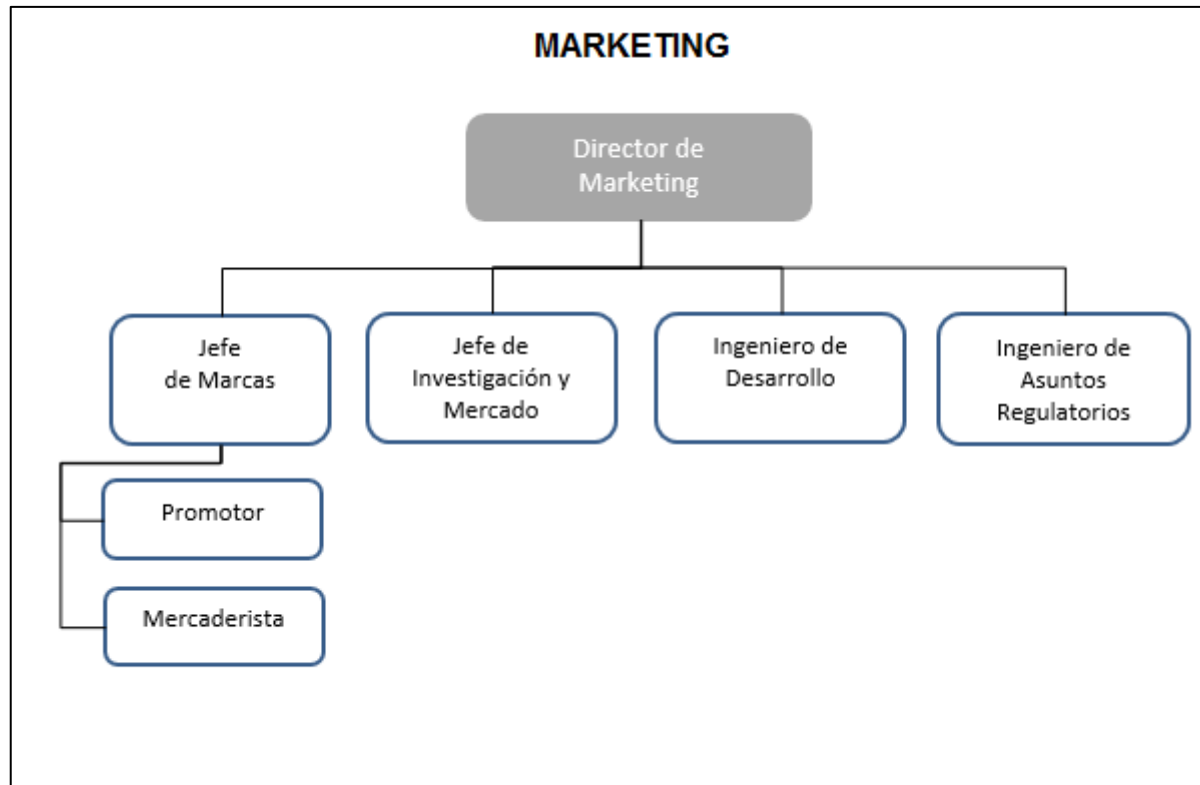 MARKETING
Director de
Marketing
Jefe
de Marcas
Jefe de
Investigación y
Mercado
Ingeniero de
Desarrollo
Ingeniero de
Asuntos
Regulatorios
Promotor
Mercaderista